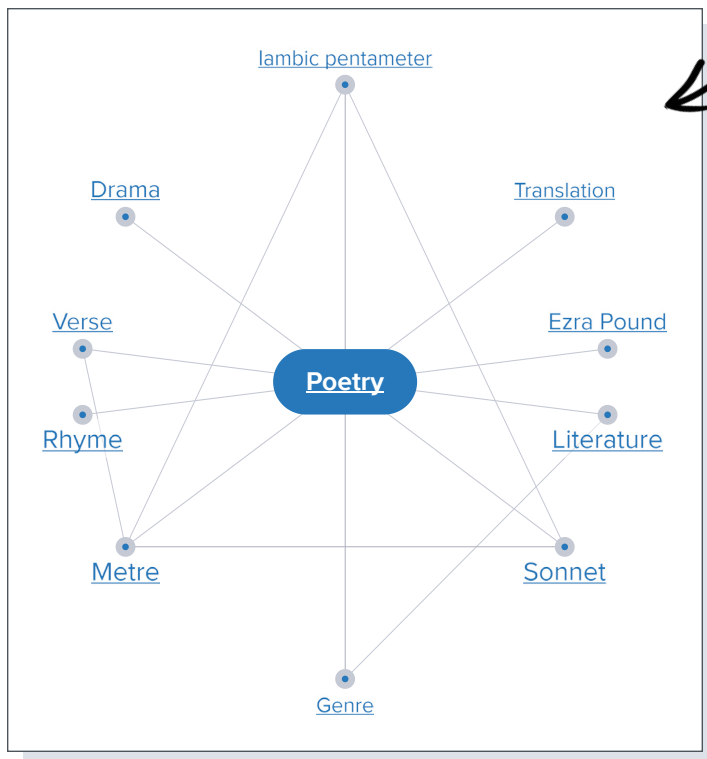 Iambic pentameter
Drama
Translation
Verse
Ezra Pound
Poetry
Rhyme
Literature
Metre
Sonnet
Genre